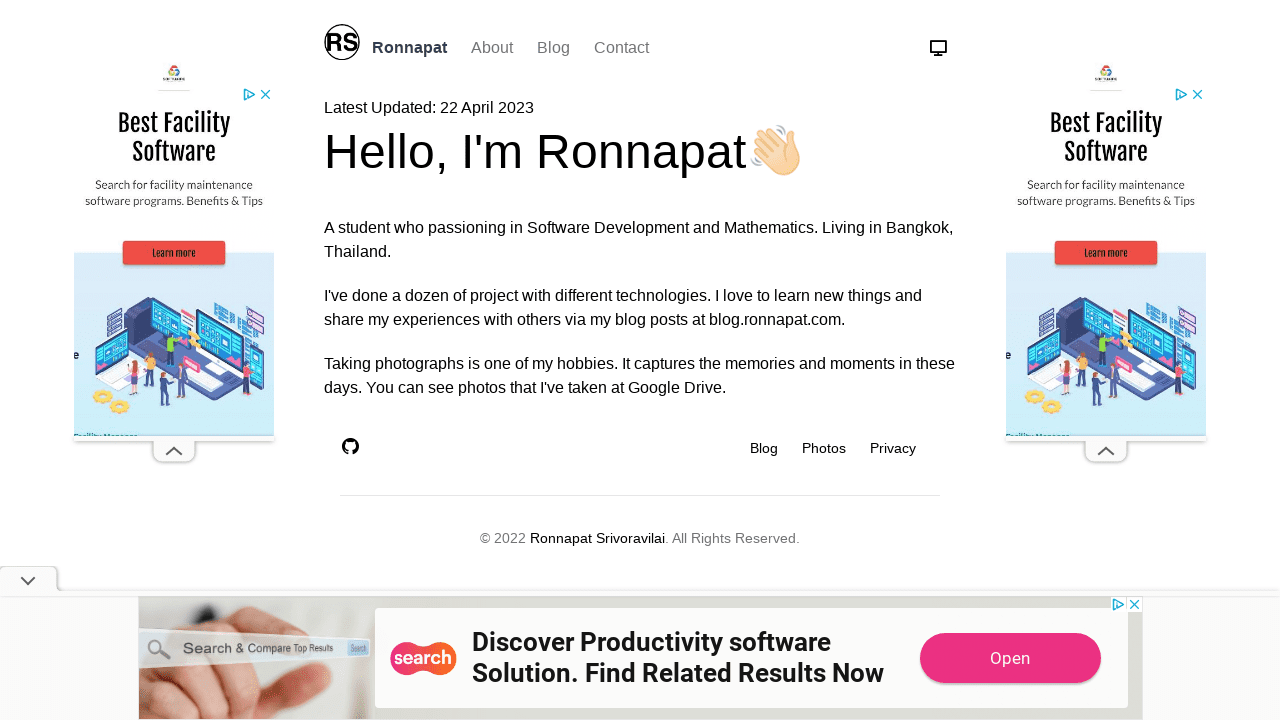 RS Ronnapat About Blog Contact
Latest Updated: 22 April 2023
Hello, I'm Ronnapat👋🏻
A student who passioning in Software Development and Mathematics. Living in Bangkok,
Thailand.
I've done a dozen of project with different technologies. I love to learn new things and
share my experiences with others via my blog posts at blog.ronnapat.com.
Taking photographs is one of my hobbies. It captures the memories and moments in these
days. You can see photos that I've taken at Google Drive.
Blog Photos Privacy
© 2022 Ronnapat Srivoravilai. All Rights Reserved.
Best Facility
Software
Search for facility maintenance
software programs. Benefits & Tips
Learn more
Best Facility
Software
Search for facility maintenance
software programs. Benefits & Tips
Learn more
Search & Compare Top Results Search
search
Discover Productivity software
Solution. Find Related Results Now
Open